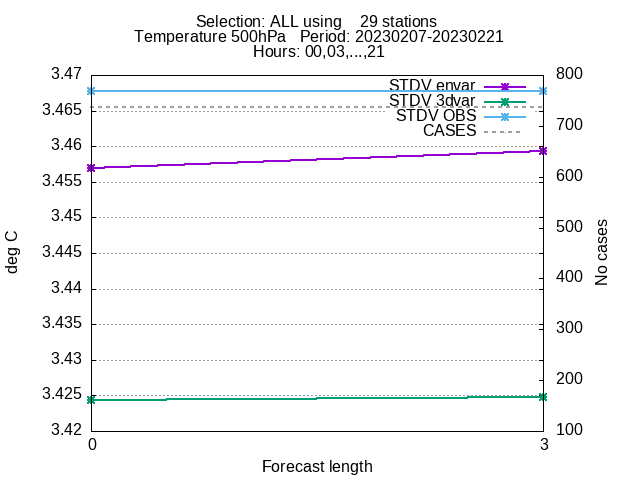 Selection: ALL using    29 stations
Temperature 500hPa   Period: 20230207-20230221
Hours: 00,03,...,21
3.47
3.465
3.46
3.455
3.45
3.445
3.44
3.435
3.43
3.425
3.42
deg C
STDV envar
STDV 3dvar
STDV OBS
CASES
800
700
600
500
400
300
200
100
No cases
0
3
Forecast length